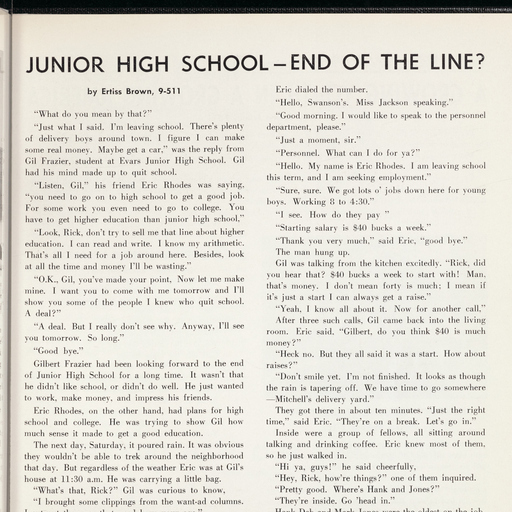 JUNIOR HIGH SCHOOL—END OF THE LINE?
by Ertiss Brown, 9-511
"What do you mean by that?"
"Just what I said. I'm leaving school. There's plenty
of delivery boys around town. I figure I can make
some real money. Maybe get a car," was the reply from
Gil Frazier, student at Evars Junior High School. Gil
had his mind made up to quit school.
"Listen, Gil," his friend Eric Rhodes was saying,
"you need to go on to high school to get a good job.
For some work you even need to go to college. You
have to get higher education than junior high school,"
"Look, Rick, don't try to sell me that line about higher
education. I can read and write. I know my arithmetic.
That's all I need for a job around here. Besides, look
at all the time and money I'll be wasting."
"O.K., Gil, you've made your point. Now let me make
mine. I want you to come with me tomorrow and I'll
show you some of the people I knew who quit school.
A deal?"
"A deal. But I really don't see why. Anyway, I'll see
you tomorrow. So long."
"Good bye."
Gilbert Frazier had been looking forward to the end
of Junior High School for a long time. It wasn't that
he didn't like school, or didn't do well. He just wanted
to work, make money, and impress his friends.
Eric Rhodes, on the other hand, had plans for high
school and college. He was trying to show Gil how
much sense it made to get a good education.
The next day, Saturday, it poured rain. It was obvious
they wouldn't be able to trek around the neighborhood
that day. But regardless of the weather Eric was at Gil's
house at 11:30 a.m. He was carrying a little bag.
"What's that, Rick?" Gil was curious to know,
"I brought some clippings from the want-ad columns.
Eric dialed the number.
"Hello, Swanson's. Miss Jackson speaking."
"Good morning. I would like to speak to the personnel
department, please."
"Just a moment, sir."
"Personnel. What can I do for ya?"
"Hello. My name is Eric Rhodes. I am leaving school
this term, and I am seeking employment."
"Sure, sure. We got lots o' jobs down here for young
boys. Working 8 to 4:30."
"I see. How do they pay "
"Starting salary is $40 bucks a week."
"Thank you very much," said Eric, "good bye."
The man hung up.
Gil was talking from the kitchen excitedly. "Rick, did
you hear that? $40 bucks a week to start! Man,
that's money. I don't mean forty is much; I mean if
it's just a start I can always get a raise."
"Yeah, I know all about it. Now for another call,"
After three such calls, Gil came back into the living
room. Eric said, "Gilbert, do you think $40 is much
money?"
"Heck no. But they all said it was a start. How about
raises?"
"Don't smile yet. I'm not finished. It looks as though
the rain is tapering off. We have time to go somewhere
—Mitchell's delivery yard."
They got there in about ten minutes. "Just the right
time," said Eric. "They're on a break. Let's go in."
Inside were a group of fellows, all sitting around
talking and drinking coffee. Eric knew most of them,
so he just walked in.
"Hi ya, guys!" he said cheerfully,
"Hey, Rick, how're things?" one of them inquired.
"Pretty good. Where's Hank and Jones?"
"They're inside. Go 'head in."